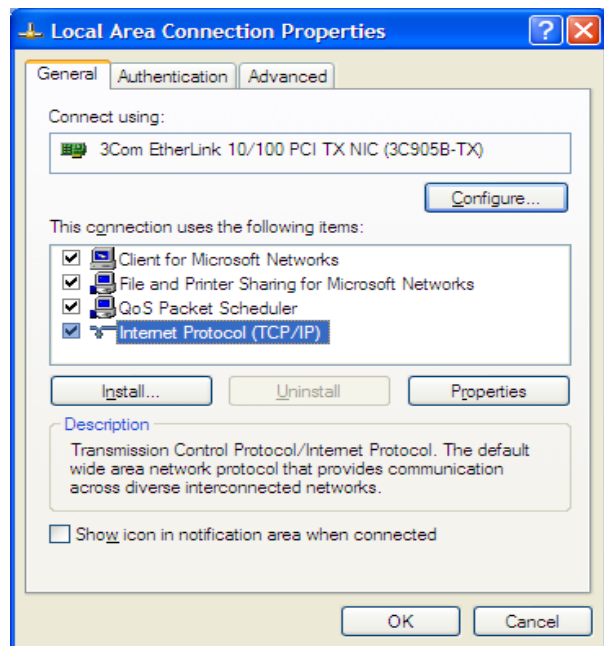 Local Area Connection Properties
General Authentication Advanced
Connect using:
3Com EtherLink 10/100 PCI TX NIC (3C905B-TX)
Configure...
This connection uses the following items:
Client for Microsoft Networks
File and Printer Sharing for Microsoft Networks
QoS Packet Scheduler
Internet Protocol (TCP/IP)
Install... Uninstall Properties
Description
Transmission Control Protocol/Internet Protocol. The default
wide area network protocol that provides communication
across diverse interconnected networks.
Show icon in notification area when connected
OK Cancel